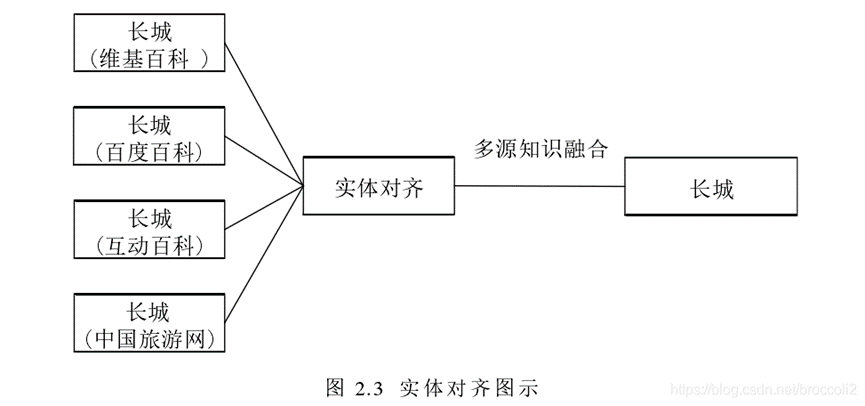 长城
(维基百科 )
长城
(百度百科)
长城
(互动百科)
长城
(中国旅游网)
实体对齐
多源知识融合
长城
图 2.3 实体对齐图示
https://blog.csdn.net/broccoli2